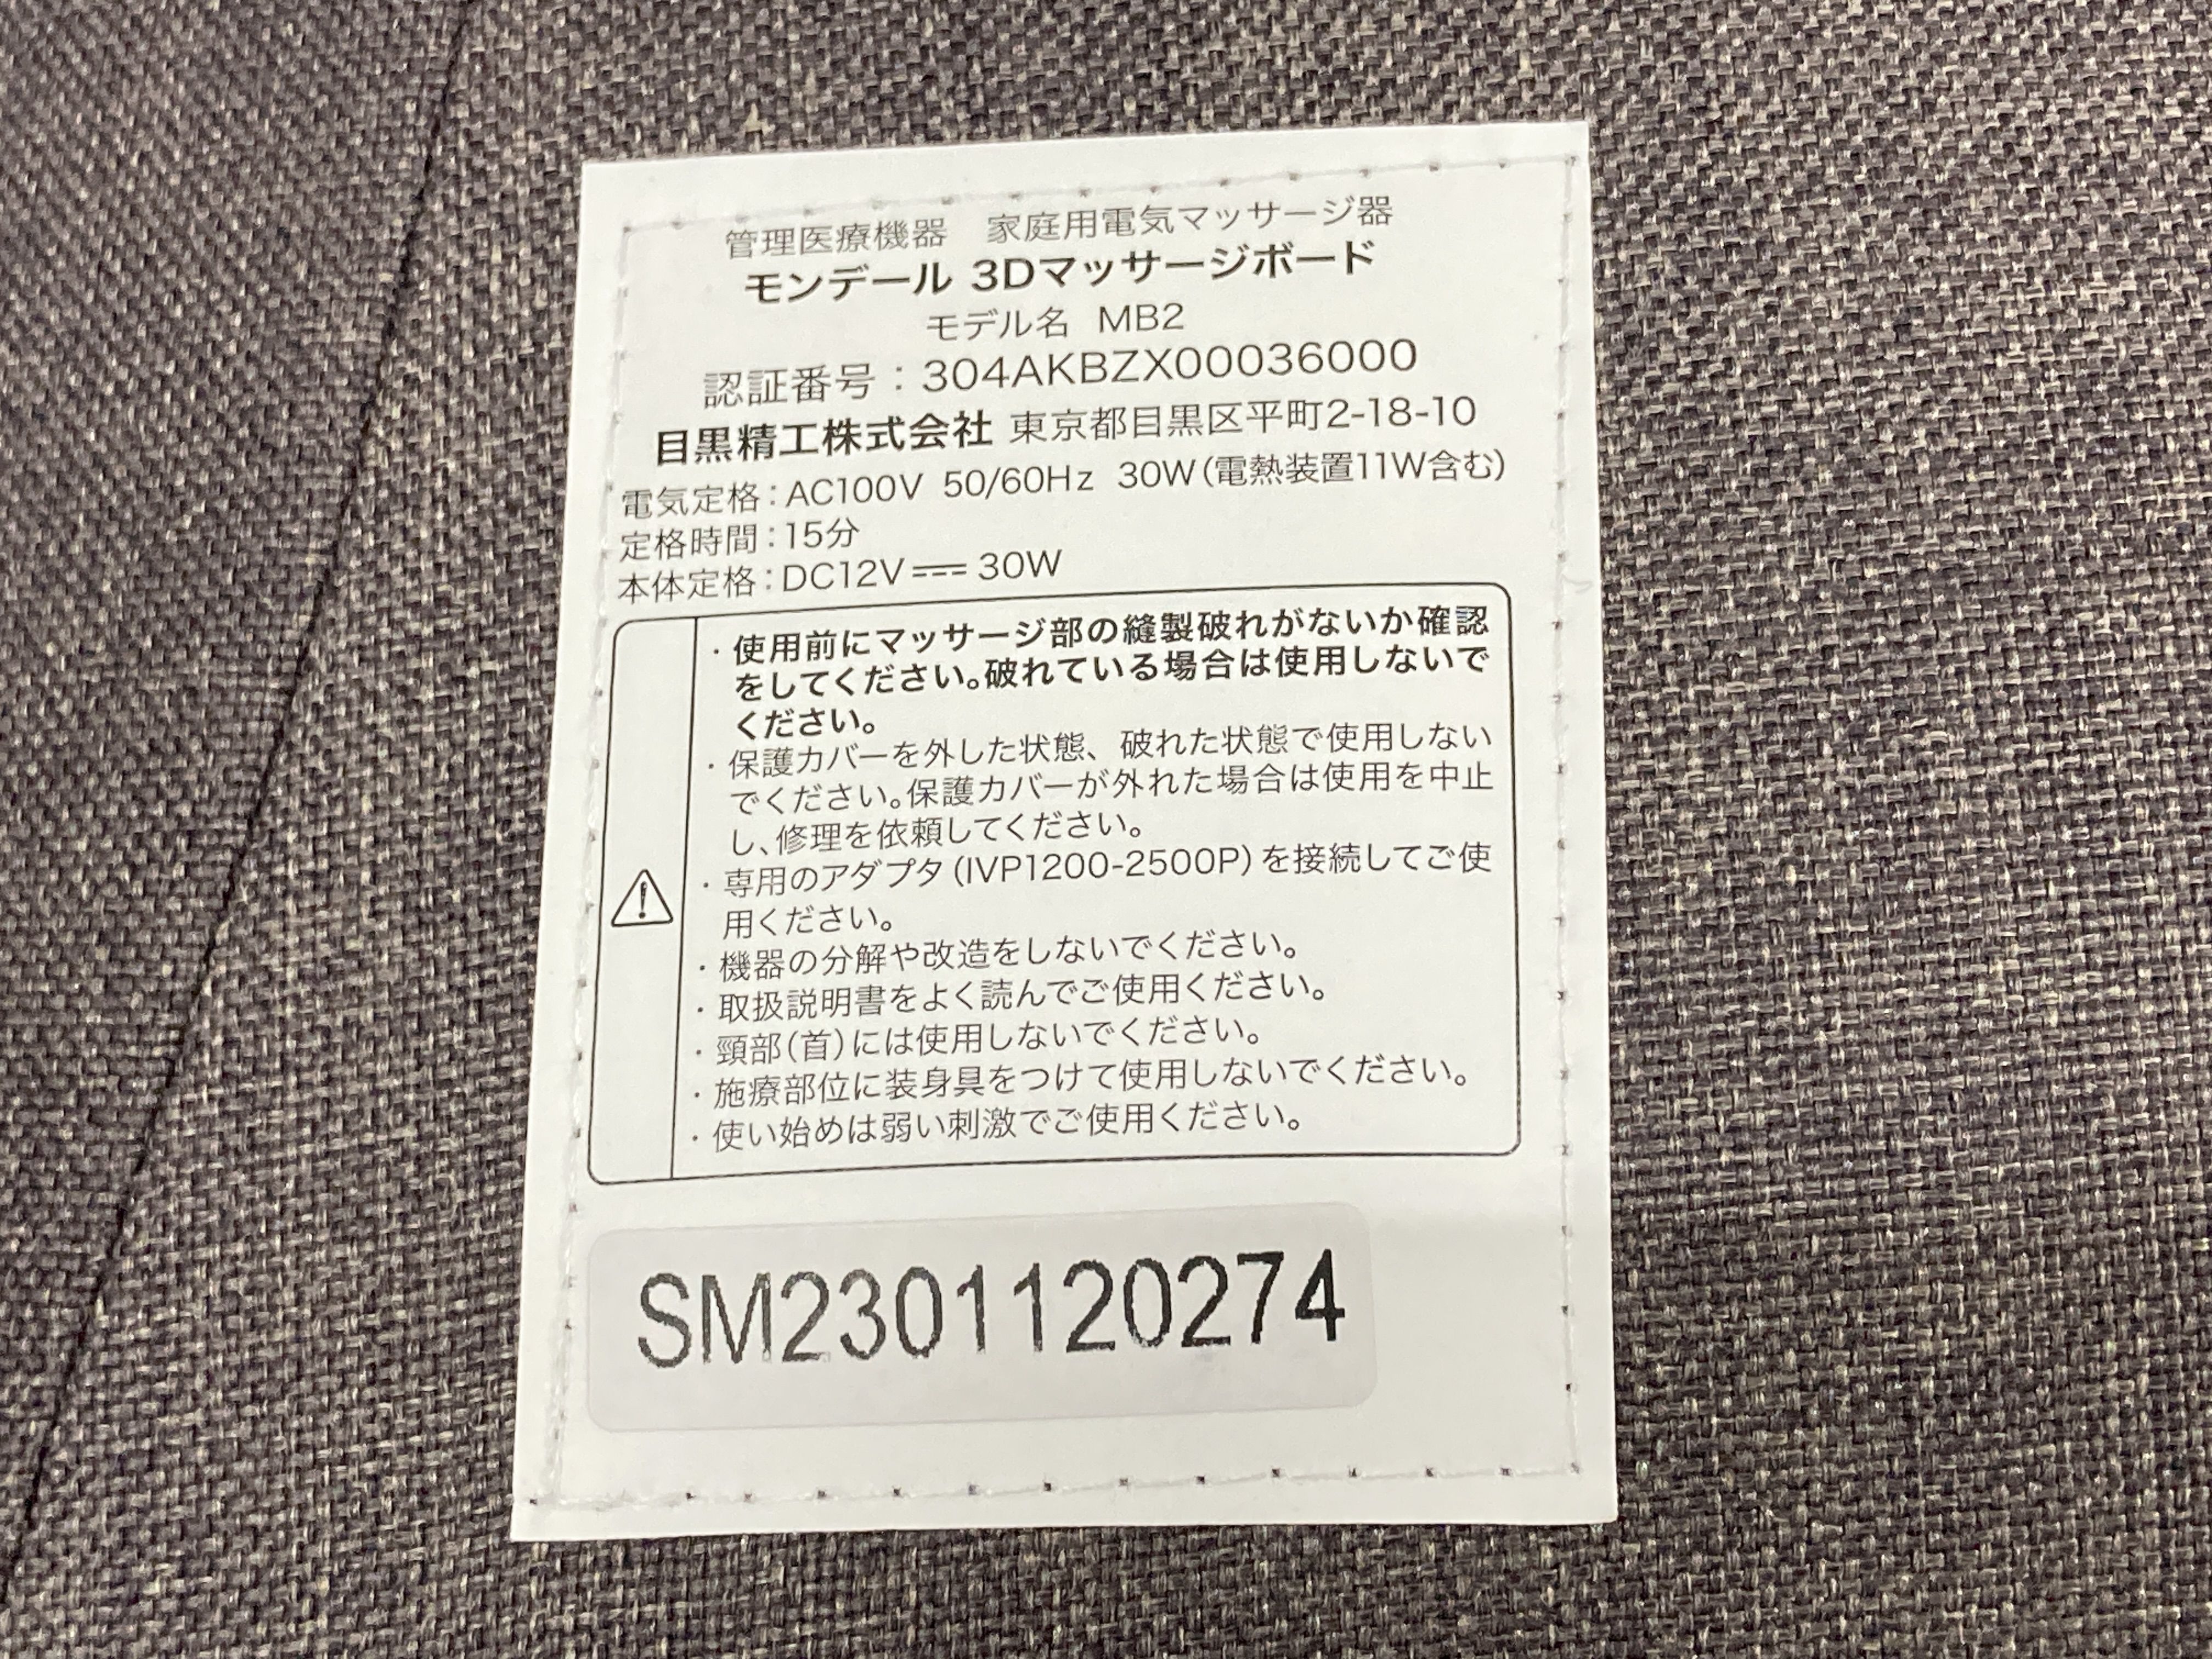 管理医療機器　家庭用電気マッサージ器
モンデール 3Dマッサージボード
モデル名 MB2
認証番号：304AKBZX00036000
目黒精工株式会社 東京都目黒区平町2-18-10
電気定格：AC100V 50/60Hz 30W（電熱装置11W含む）
定格時間：15分
本体定格：DC12V⎓30W
・使用前にマッサージ部の縫製破れがないか確認
をしてください。破れている場合は使用しないで
ください。
・保護カバーを外した状態、破れた状態で使用しない
でください。保護カバーが外れた場合は使用を中止
し、修理を依頼してください。
・専用のアダプタ（IVP1200-2500P）を接続してご使
用ください。
・機器の分解や改造をしないでください。
・取扱説明書をよく読んでご使用ください。
・頸部（首）には使用しないでください。
・施療部位に装身具をつけて使用しないでください。
・使い始めは弱い刺激でご使用ください。
SM2301120274